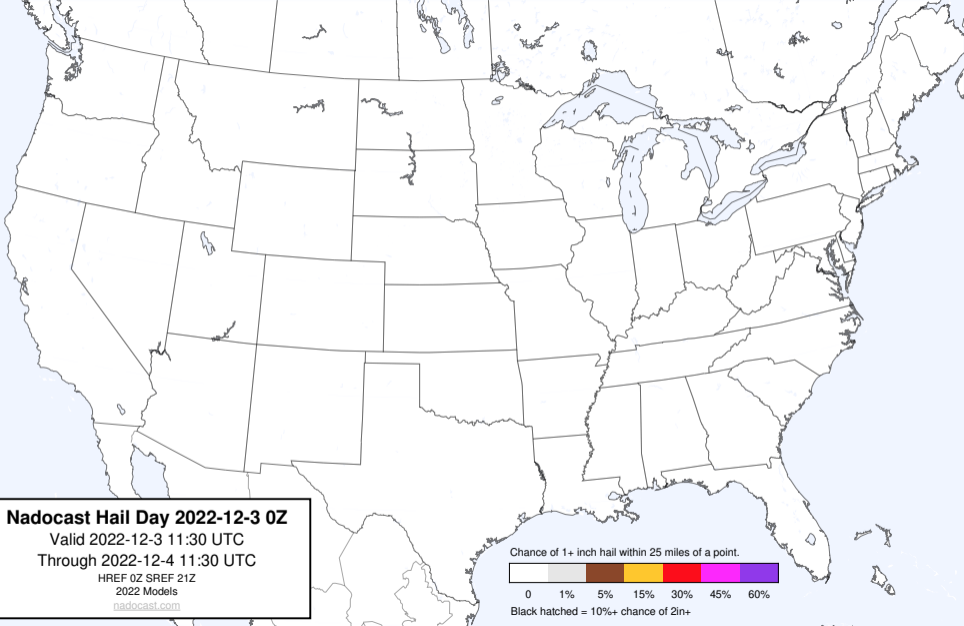 Nadocast Hail Day 2022-12-3 0Z
Valid 2022-12-3 11:30 UTC
Through 2022-12-4 11:30 UTC
HREF 0Z SREF 21Z
2022 Models
nadocast.com
Chance of 1+ inch hail within 25 miles of a point.
0 1% 5% 15% 30% 45% 60%
Black hatched = 10%+ chance of 2in+